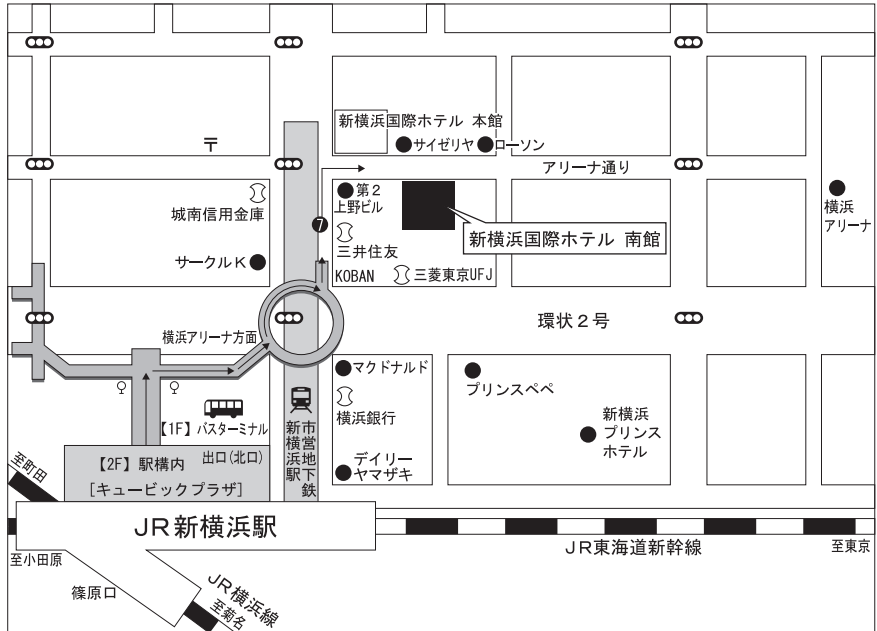 新横浜国際ホテル 本館
サイゼリヤ
ローソン
〒
アリーナ通り
第2
上野ビル
城南信用金庫
7
横浜
アリーナ
新横浜国際ホテル 南館
三井住友
サークルK
KOBAN
三菱東京UFJ
環状2号
横浜アリーナ方面
マクドナルド
プリンスペペ
横浜銀行
新横浜
プリンス
ホテル
【1F】バスターミナル
市営地下鉄
新横浜駅
デイリー
ヤマザキ
出口(北口)
【2F】駅構内
[キュービックプラザ]
至町田
JR新横浜駅
JR東海道新幹線
至東京
至小田原
篠原口
JR横浜線
至菊名